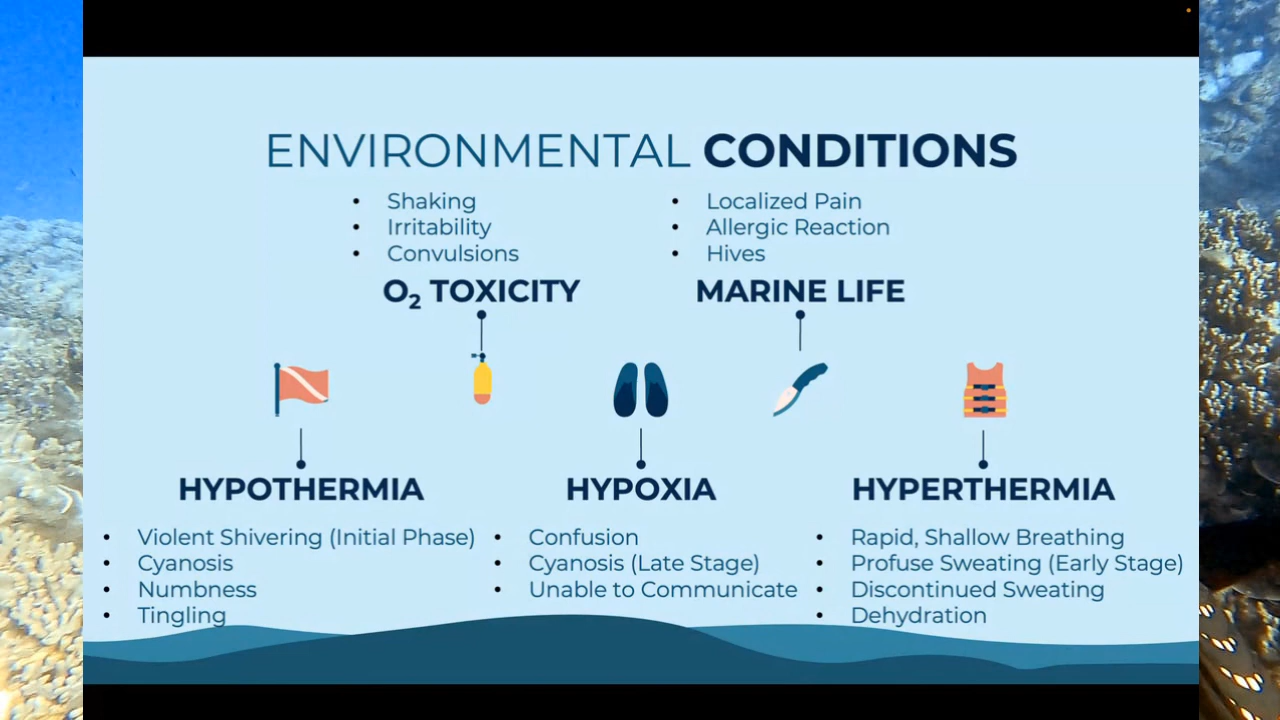 ENVIRONMENTAL CONDITIONS
• Shaking
• Irritability
• Convulsions
O₂ TOXICITY
• Localized Pain
• Allergic Reaction
• Hives
MARINE LIFE
HYPOTHERMIA
• Violent Shivering (Initial Phase)
• Cyanosis
• Numbness
• Tingling
HYPOXIA
• Confusion
• Cyanosis (Late Stage)
• Unable to Communicate
HYPERTHERMIA
• Rapid, Shallow Breathing
• Profuse Sweating (Early Stage)
• Discontinued Sweating
• Dehydration